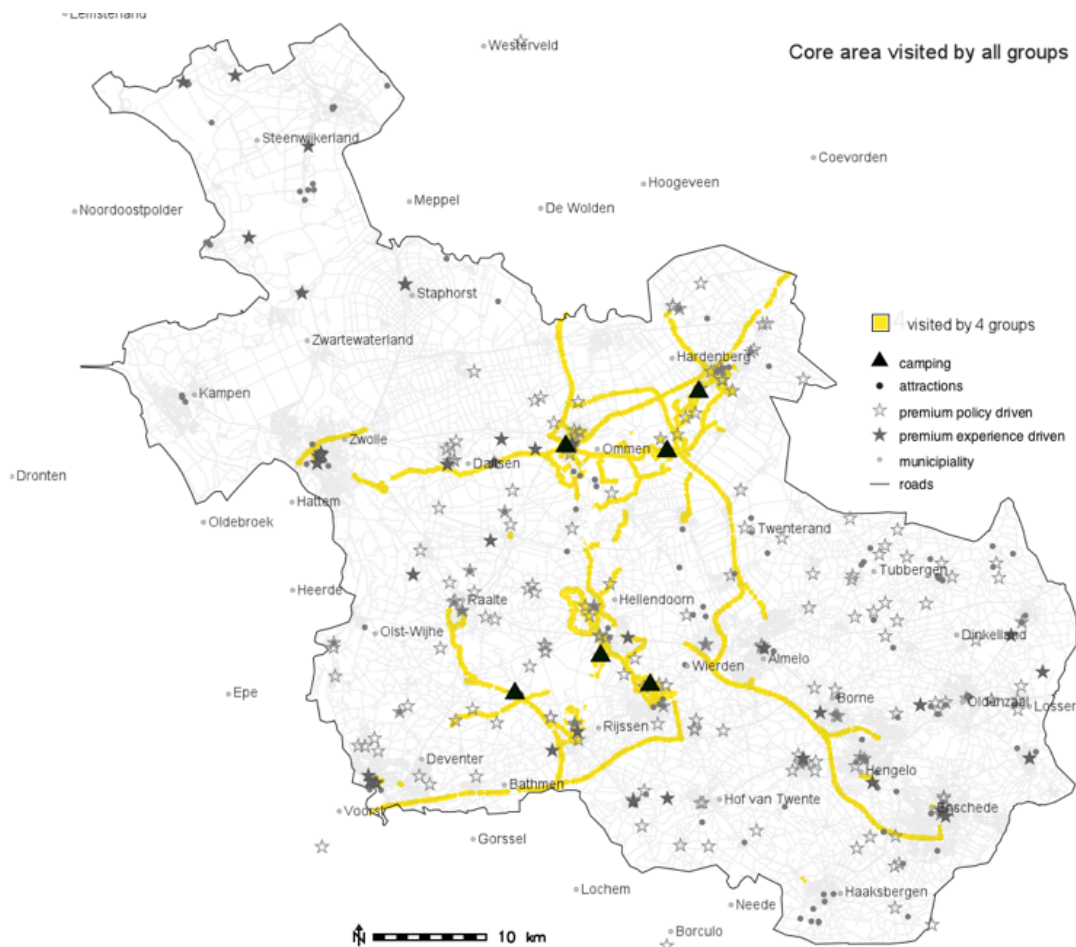 Lemsterland
Westerveld
Core area visited by all groups
Steenwijkerland
Coevorden
Hoogeveen
Meppel
Noordoostpolder
De Wolden
Staphorst
visited by 4 groups
Zwartewaterland
Hardenberg
camping
attractions
Kampen
premium policy driven
premium experience driven
Zwolle
Ommen
municipiality
Dalfsen
Dronten
roads
Hattem
Oldebroek
Twenterand
Tubbergen
Heerde
Raalte
Hellendoorn
Olst-Wijhe
Dinkelland
Almelo
Wierden
Epe
Borne
Oldenzaal
Losser
Rijssen
Deventer
Hengelo
Bathmen
Hof van Twente
Enschede
Voorst
Gorssel
Lochem
Haaksbergen
Neede
Borculo
N
10 km